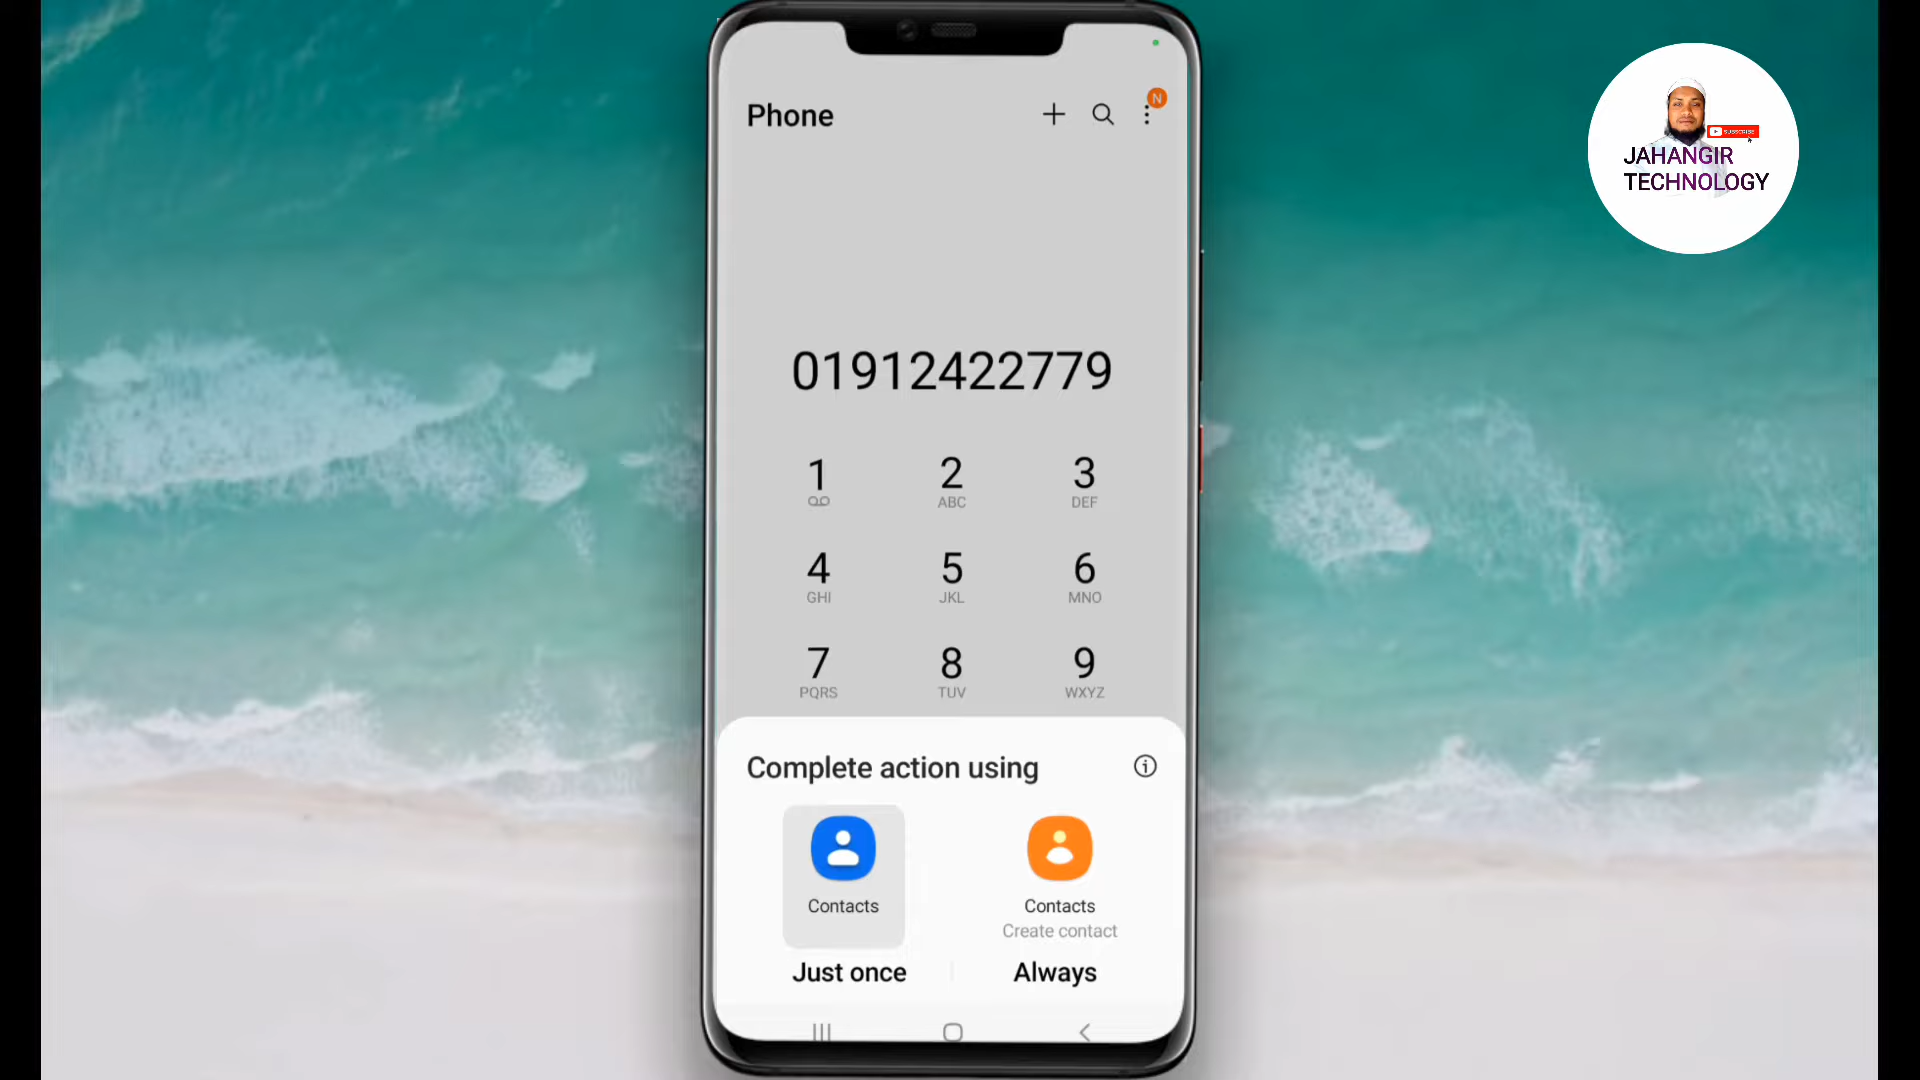 Phone
N
01912422779
1
2
ABC
3
DEF
4
GHI
5
JKL
6
MNO
7
PQRS
8
TUV
9
WXYZ
Complete action using
Contacts
Contacts
Create contact
Just once
Always
SUBSCRIBE
JAHANGIR
TECHNOLOGY